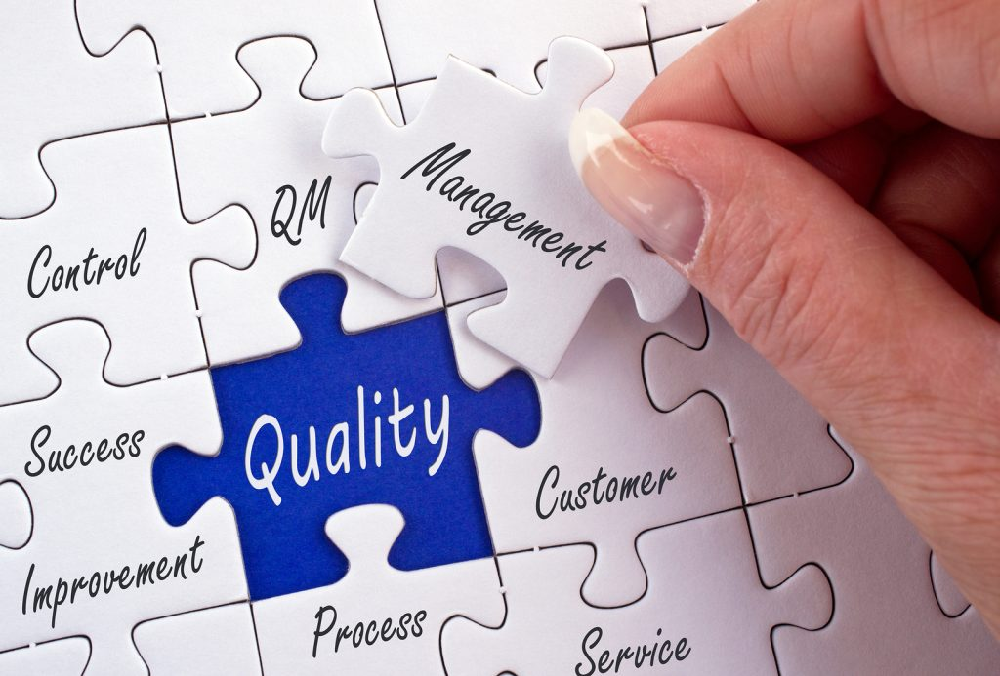 Management
QM
Control
Quality
Success
Customer
Improvement
Process
Service